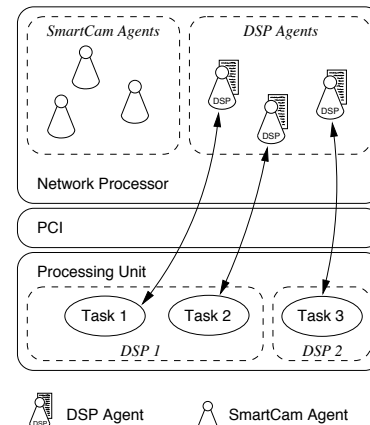 SmartCam Agents DSP Agents
DSP DSP DSP
Network Processor
PCI
Processing Unit
Task 1 Task 2 Task 3
DSP 1 DSP 2
DSP DSP Agent SmartCam Agent